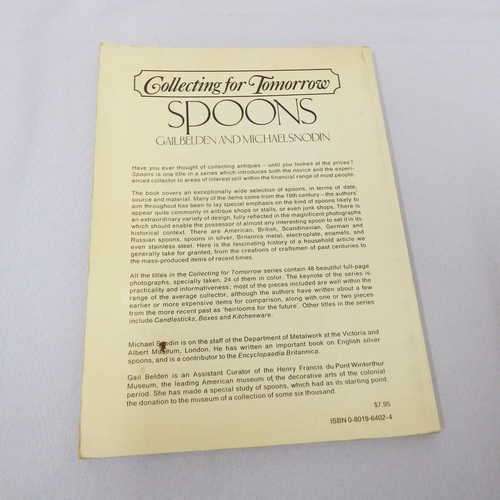 Collecting for Tomorrow
SPOONS
GAIL BELDEN AND MICHAEL SNODIN
Have you ever thought of collecting antiques – until you looked at the prices?
Spoons is one title in a series which introduces both the novice and the experi-
enced collector to areas of interest still within the financial range of most people.
The book covers an exceptionally wide selection of spoons, in terms of date,
source and material. Many of the items come from the 19th century – the authors'
aim throughout has been to lay special emphasis on the kind of spoons likely to
appear quite commonly in antique shops or stalls, or even junk shops. There is
an extraordinary variety of design, fully reflected in the magnificent photographs
which should enable the possessor of almost any interesting spoon to set it in its
historical context. There are American, British, Scandinavian, German and
Russian spoons, spoons in silver, Britannia metal, electroplate, enamels, and
even stainless steel. Here is the fascinating history of a household article we
generally take for granted, from the creations of craftsmen of past centuries to
the mass-produced items of recent times.
All the titles in the Collecting for Tomorrow series contain 48 beautiful full-page
photographs, specially taken, 24 of them in color. The keynote of the series is
practicality and informativeness; most of the pieces included are well within the
range of the average collector, although the authors have written about a few
earlier or more expensive items for comparison, along with one or two pieces
from the more recent past as 'heirlooms for the future'. Other titles in the series
include Candlesticks, Boxes and Kitchenware.
Michael Snodin is on the staff of the Department of Metalwork at the Victoria and
Albert Museum, London. He has written an important book on English silver
spoons, and is a contributor to the Encyclopaedia Britannica.
Gail Belden is an Assistant Curator of the Henry Francis du Pont Winterthur
Museum, the leading American museum of the decorative arts of the colonial
period. She has made a special study of spoons, which had as its starting point
the donation to the museum of a collection of some six thousand.
$7.95
ISBN 0-8019-6402-4